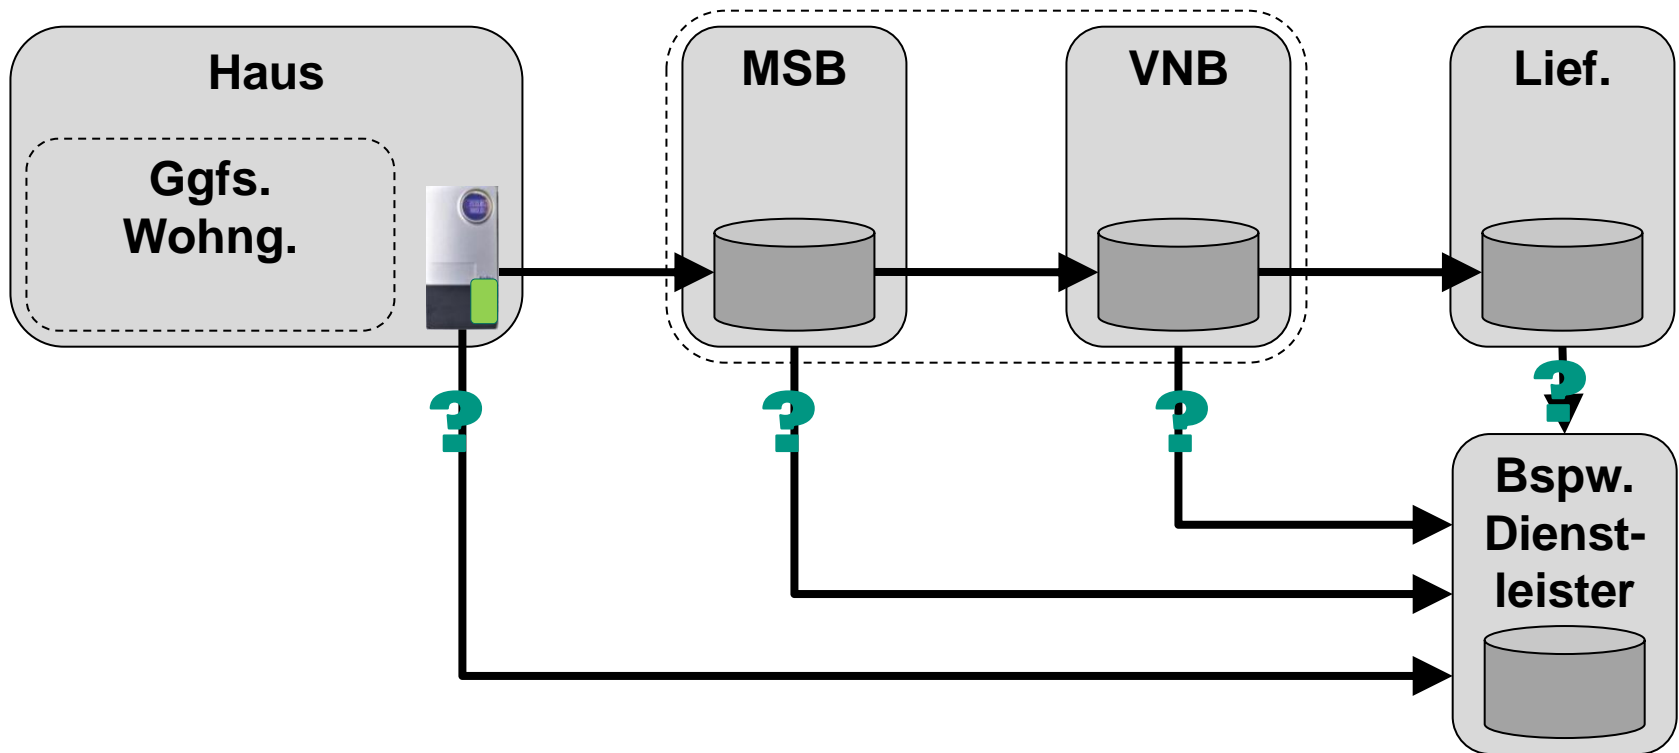 Haus
Ggfs.
Wohng.
MSB
VNB
Lief.
?
?
?
?
Bspw.
Dienst-
leister